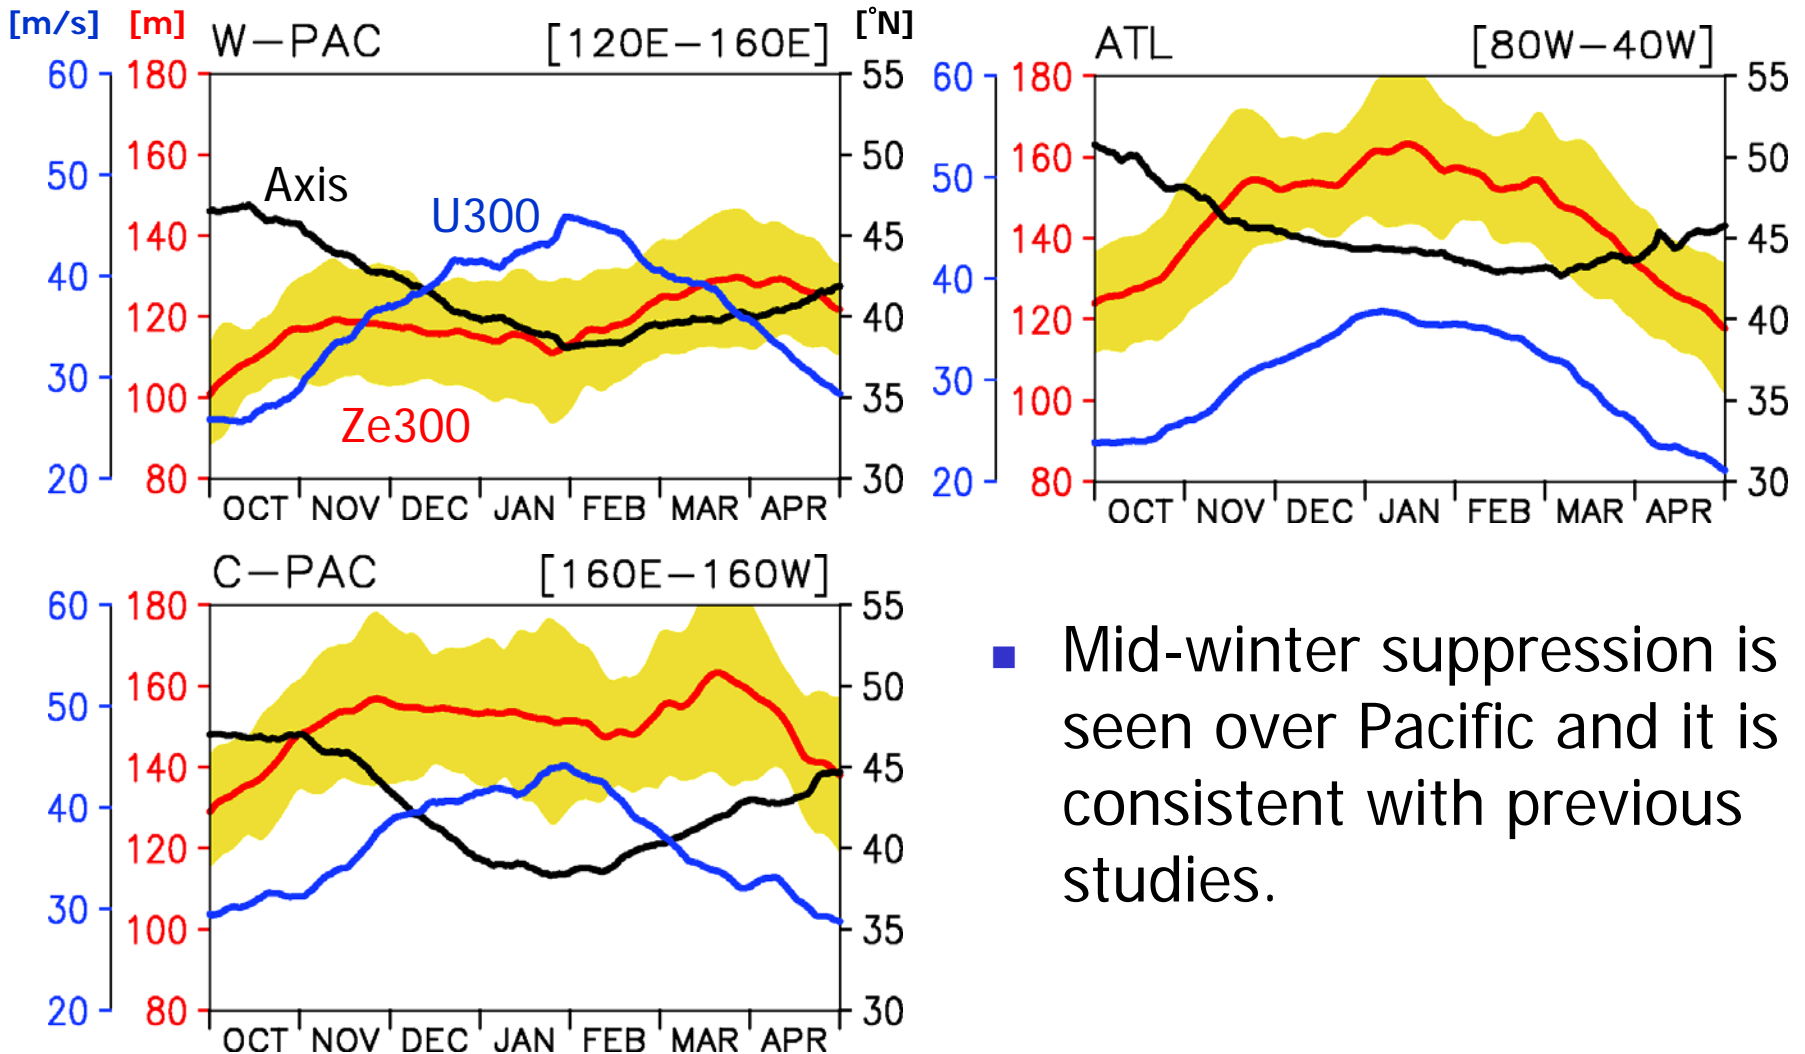 [m/s] [m] W-PAC [120E-160E] [°N]
60 180 55
160 50
50
140 45
40
120 40
30
100 35
20 80 30
Axis
U300
Ze300
OCT NOV DEC JAN FEB MAR APR
ATL [80W-40W]
60 180 55
160 50
50
140 45
40
120 40
30
100 35
20 80 30
OCT NOV DEC JAN FEB MAR APR
C-PAC [160E-160W]
60 180 55
160 50
50
140 45
40
120 40
30
100 35
20 80 30
OCT NOV DEC JAN FEB MAR APR
Mid-winter suppression is
seen over Pacific and it is
consistent with previous
studies.